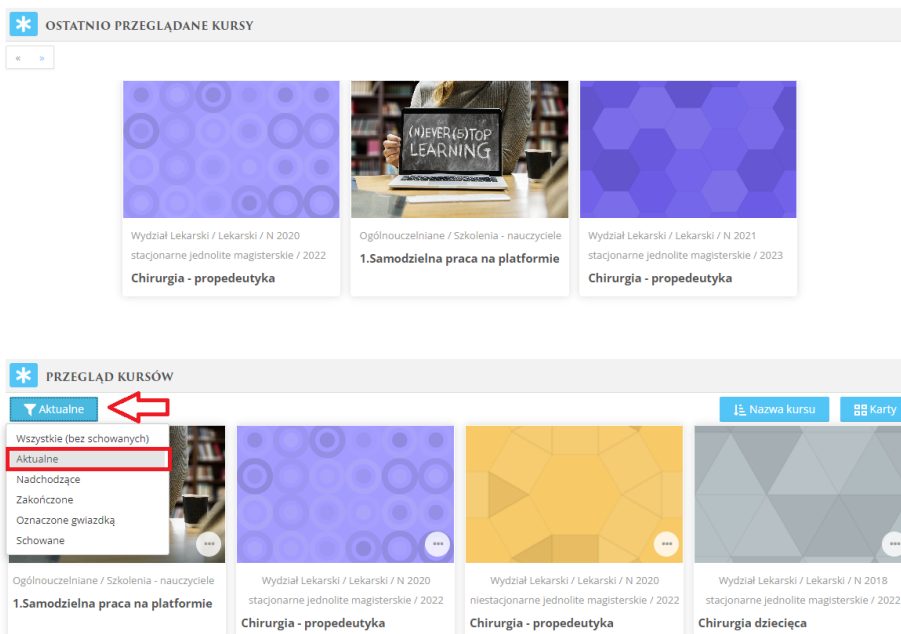 OSTATNIO PRZEGLĄDANE KURSY
« »
(N)EVER (S)TOP
LEARNING
Wydział Lekarski / Lekarski / N 2020
stacjonarne jednolite magisterskie / 2022
Chirurgia - propedeutyka
Ogólnouczelniane / Szkolenia - nauczyciele
1.Samodzielna praca na platformie
Wydział Lekarski / Lekarski / N 2021
stacjonarne jednolite magisterskie / 2023
Chirurgia - propedeutyka
PRZEGLĄD KURSÓW
Aktualne
Nazwa kursu
Karty
Wszystkie (bez schowanych)
Aktualne
Nadchodzące
Zakończone
Oznaczone gwiazdką
Schowane
Ogólnouczelniane / Szkolenia - nauczyciele
1.Samodzielna praca na platformie
Wydział Lekarski / Lekarski / N 2020
stacjonarne jednolite magisterskie / 2022
Chirurgia - propedeutyka
Wydział Lekarski / Lekarski / N 2020
niestacjonarne jednolite magisterskie / 2022
Chirurgia - propedeutyka
Wydział Lekarski / Lekarski / N 2018
stacjonarne jednolite magisterskie / 2022
Chirurgia dziecięca